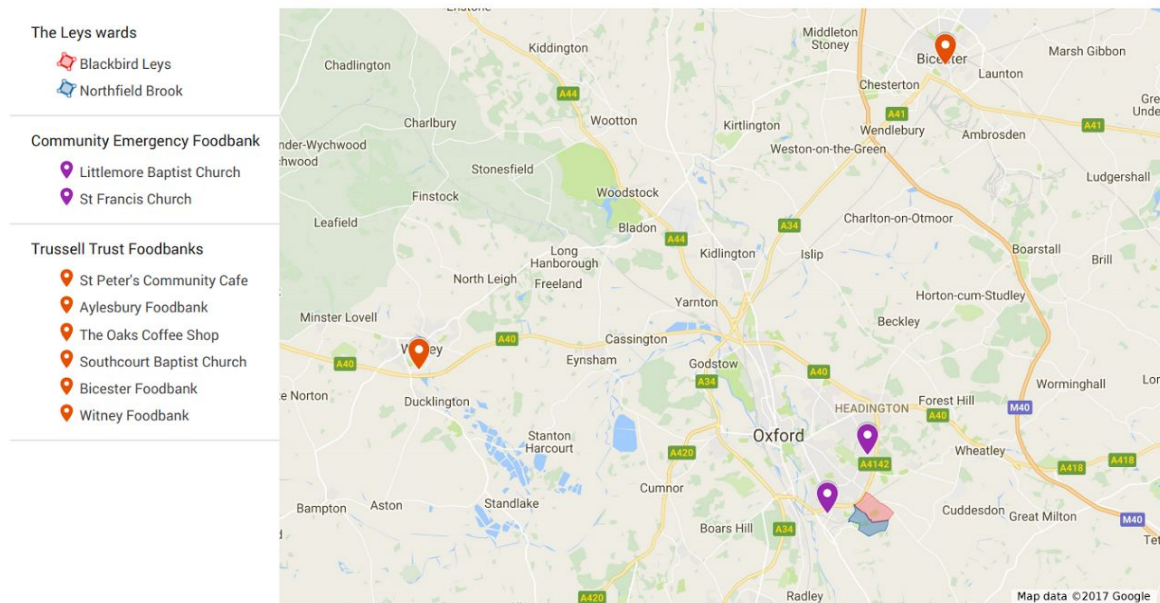 The Leys wards
Blackbird Leys
Northfield Brook
Community Emergency Foodbank
Littlemore Baptist Church
St Francis Church
Trussell Trust Foodbanks
St Peter's Community Cafe
Aylesbury Foodbank
The Oaks Coffee Shop
Southcourt Baptist Church
Bicester Foodbank
Witney Foodbank
Kiddington
Middleton
Stoney
Marsh Gibbon
Chadlington
Launton
Chesterton
A44
A41
A41
Charlbury
Wootton
Kirtlington
Wendlebury
Ambrosden
Weston-on-the-Green
Stonesfield
Ludgershall
Finstock
Woodstock
Leafield
Bladon
Charlton-on-Otmoor
A44
A34
Boarstall
Long
Hanborough
Kidlington
Islip
Brill
North Leigh
Freeland
Yarnton
Horton-cum-Studley
Minster Lovell
Beckley
A40
Cassington
A40
Eynsham
Godstow
A40
A34
Worminghall
Ducklington
Forest Hill
HEADINGTON
A40
M40
Stanton
Harcourt
Oxford
Wheatley
A420
A4142
A418
A418
Cumnor
Bampton
Aston
Standlake
Cuddesdon
Great Milton
M40
Boars Hill
A34
A420
Radley
Map data ©2017 Google